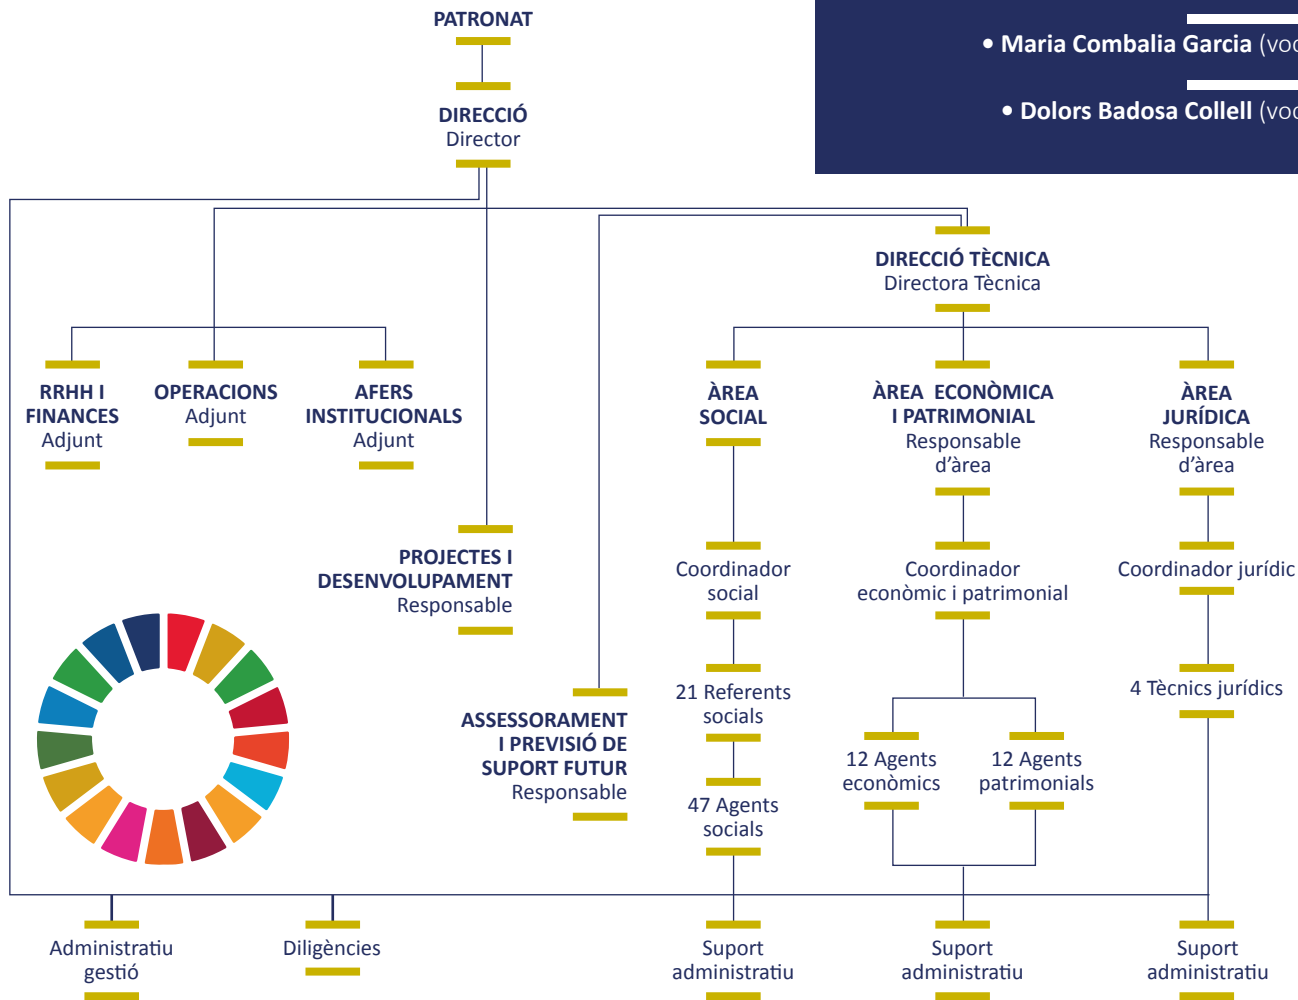 PATRONAT
• Maria Combalia Garcia
• Dolors Badosa Collell
DIRECCIÓ
Director
DIRECCIÓ TÈCNICA
Directora Tècnica
RRHH I
FINANCES
Adjunt
OPERACIONS
Adjunt
AFERS
INSTITUCIONALS
Adjunt
ÀREA
SOCIAL
ÀREA ECONÒMICA
I PATRIMONIAL
Responsable
d'àrea
ÀREA
JURÍDICA
Responsable
d'àrea
PROJECTES I
DESENVOLUPAMENT
Responsable
Coordinador
social
Coordinador
econòmic i patrimonial
Coordinador jurídic
ASSESSORAMENT
I PREVISIÓ DE
SUPORT FUTUR
Responsable
21 Referents
socials
4 Tècnics jurídics
12 Agents
econòmics
12 Agents
patrimonials
47 Agents
socials
Administratiu
gestió
Diligències
Suport
administratiu
Suport
administratiu
Suport
administratiu